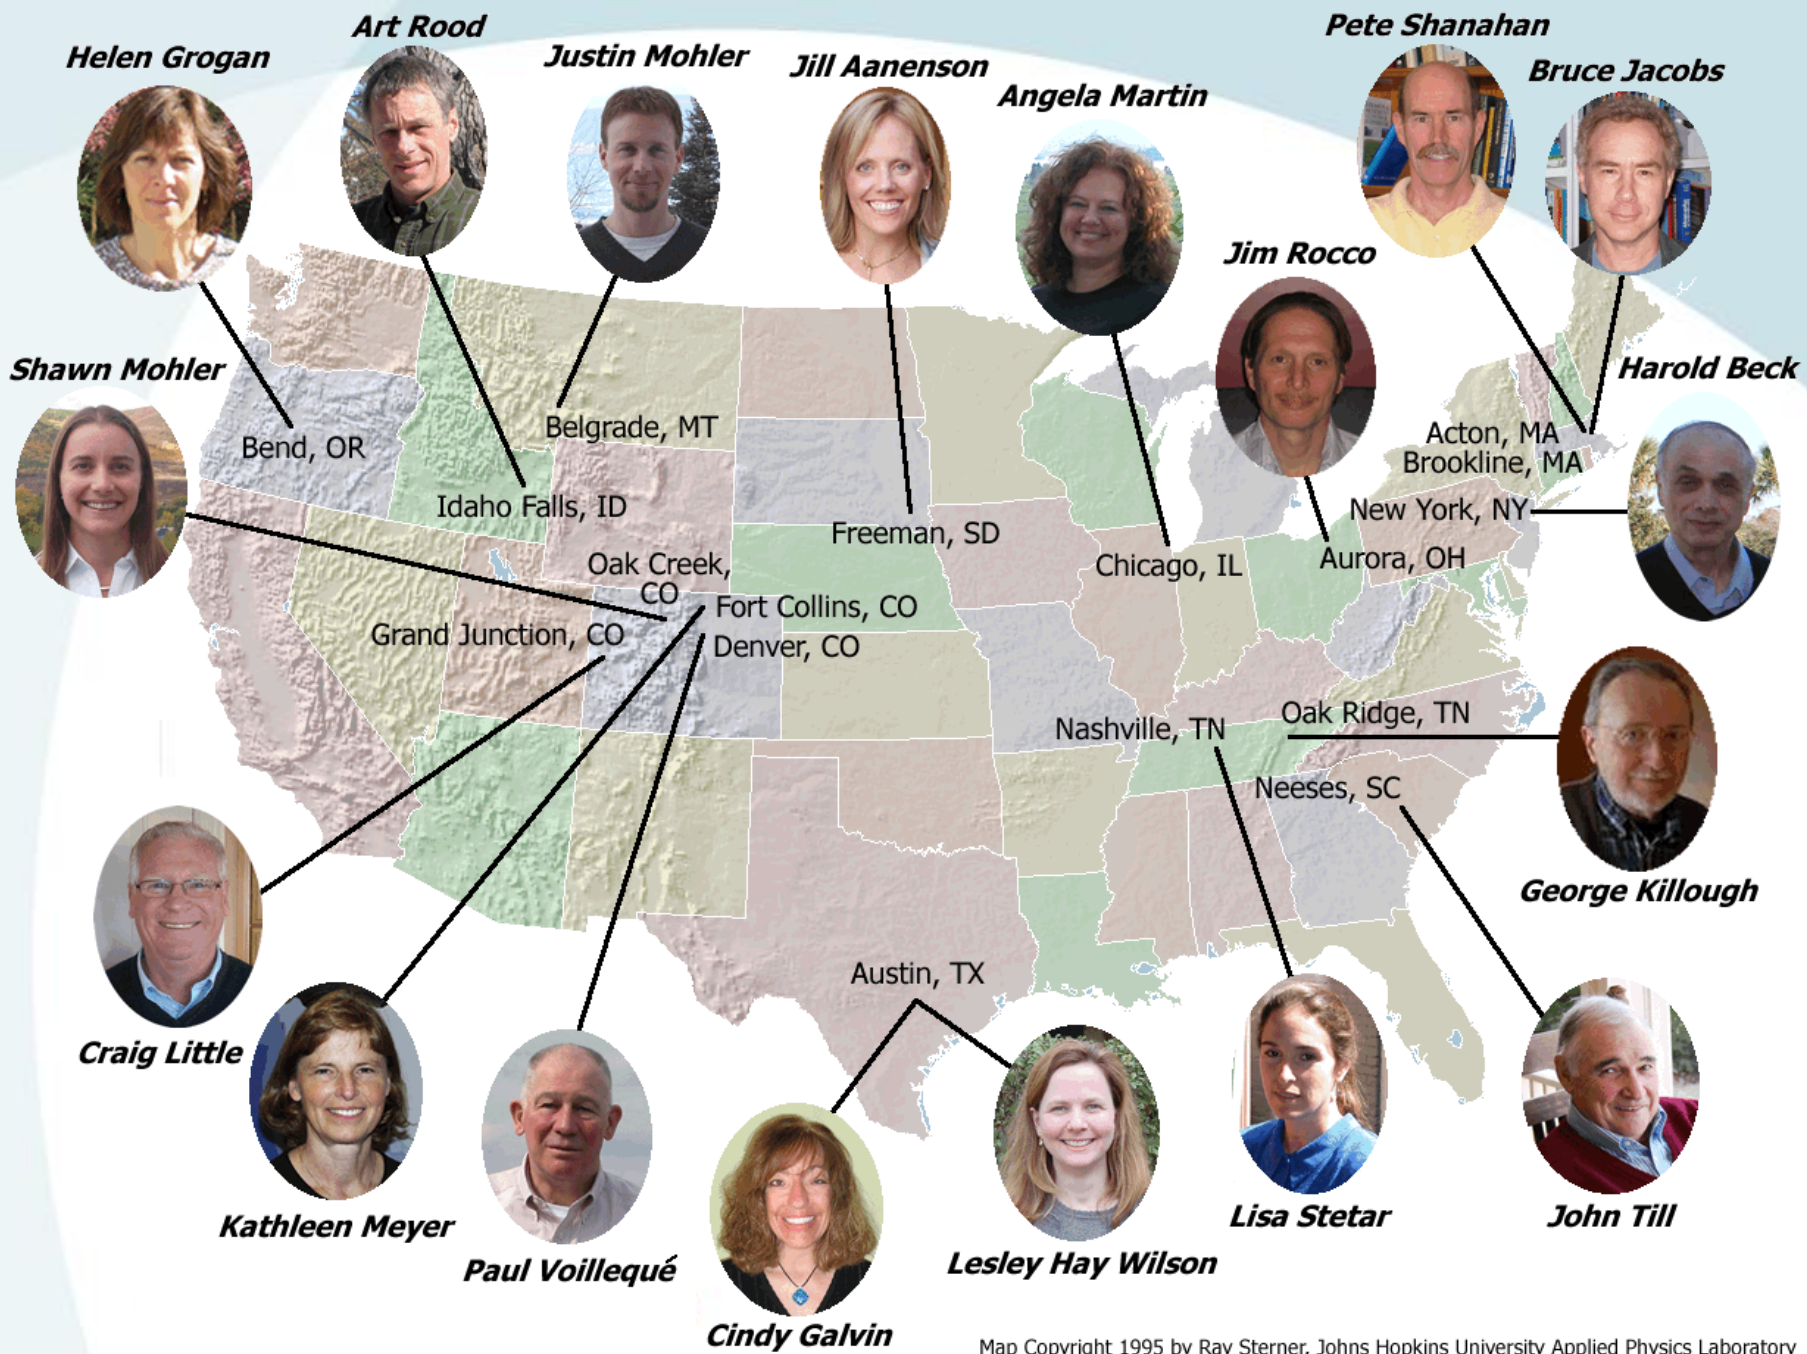 Art Rood
Pete Shanahan
Helen Grogan
Justin Mohler
Jill Aanenson
Bruce Jacobs
Angela Martin
Jim Rocco
Shawn Mohler
Harold Beck
Bend, OR
Belgrade, MT
Acton, MA
Brookline, MA
Idaho Falls, ID
New York, NY
Freeman, SD
Oak Creek,
CO
Chicago, IL
Aurora, OH
Fort Collins, CO
Grand Junction, CO
Denver, CO
Nashville, TN
Oak Ridge, TN
Neeses, SC
George Killough
Austin, TX
Craig Little
Kathleen Meyer
Lisa Stetar
John Till
Paul Voillequé
Lesley Hay Wilson
Cindy Galvin
Map Copyright 1995 by Ray Sterner, Johns Hopkins University Applied Physics Laboratory